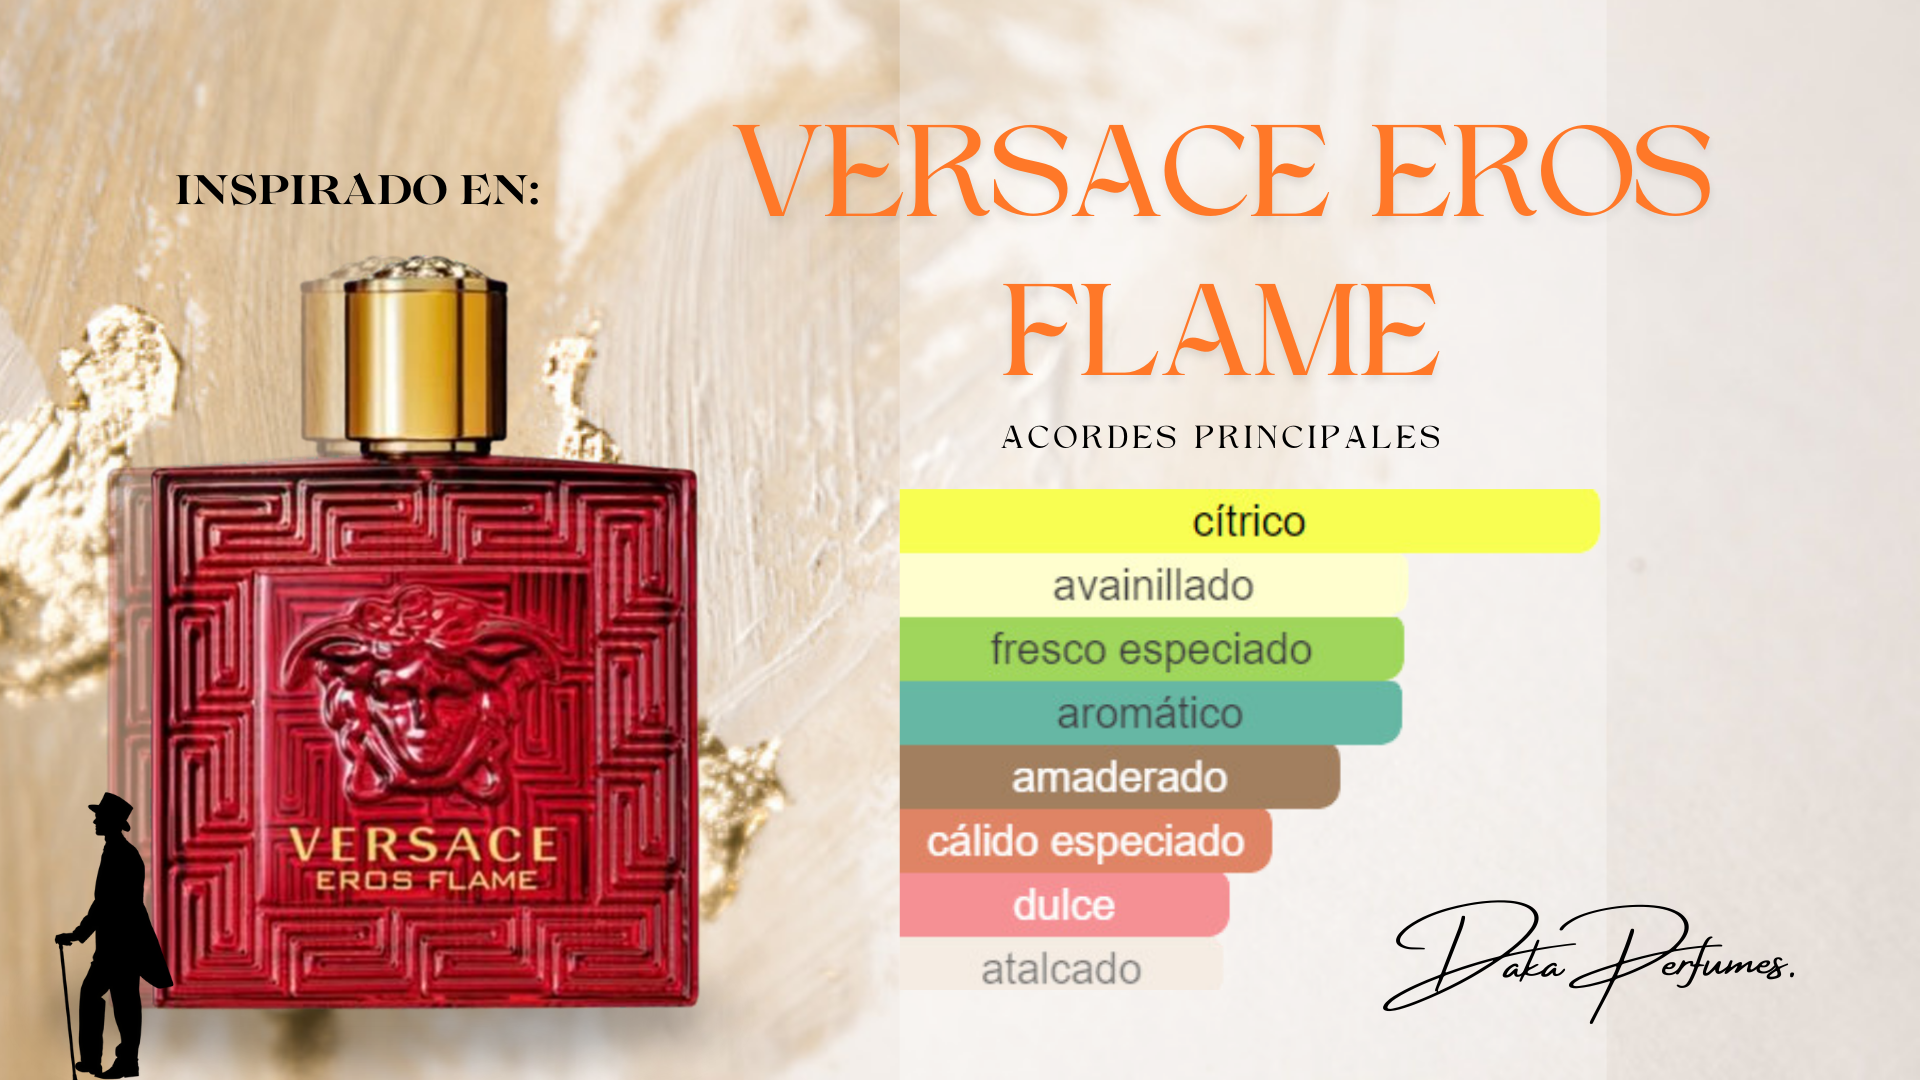 INSPIRADO EN:
VERSACE EROS
FLAME
ACORDES PRINCIPALES
cítrico
avainillado
fresco especiado
aromático
amaderado
cálido especiado
dulce
atalcado
VERSACE
EROS FLAME
Daka Perfumes.